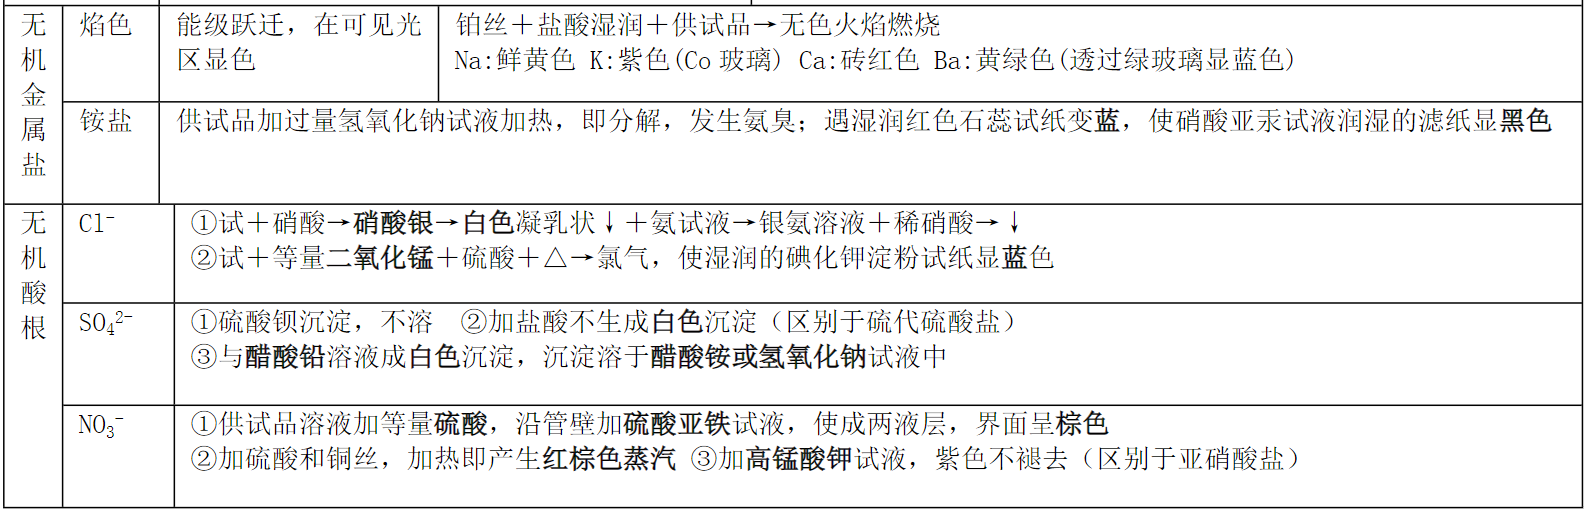 无机金属盐
焰色
能级跃迁，在可见光
区显色
铂丝＋盐酸湿润＋供试品→无色火焰燃烧
Na:鲜黄色 K:紫色(Co 玻璃) Ca:砖红色 Ba:黄绿色(透过绿玻璃显蓝色)
铵盐
供试品加过量氢氧化钠试液加热，即分解，发生氨臭；遇湿润红色石蕊试纸变蓝，使硝酸亚汞试液润湿的滤纸显黑色
无机酸根
Cl⁻
①试＋硝酸→硝酸银→白色凝乳状↓＋氨试液→银氨溶液＋稀硝酸→↓
②试＋等量二氧化锰＋硫酸＋△→氯气，使湿润的碘化钾淀粉试纸显蓝色
SO₄²⁻
①硫酸钡沉淀，不溶 ②加盐酸不生成白色沉淀（区别于硫代硫酸盐）
③与醋酸铅溶液成白色沉淀，沉淀溶于醋酸铵或氢氧化钠试液中
NO₃⁻
①供试品溶液加等量硫酸，沿管壁加硫酸亚铁试液，使成两液层，界面呈棕色
②加硫酸和铜丝，加热即产生红棕色蒸汽 ③加高锰酸钾试液，紫色不褪去（区别于亚硝酸盐）